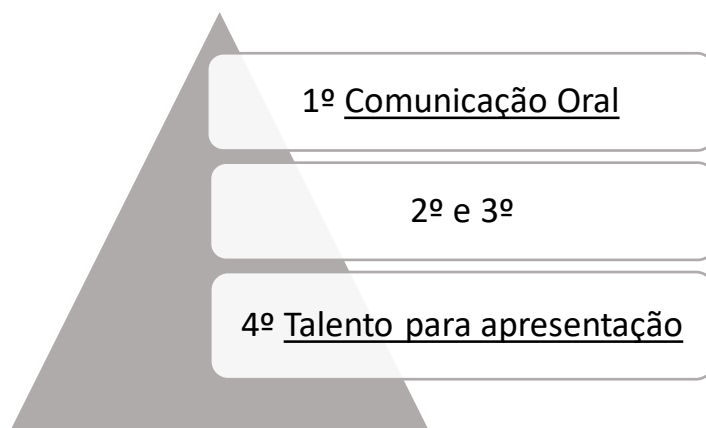 1º Comunicação Oral
2º e 3º
4º Talento para apresentação